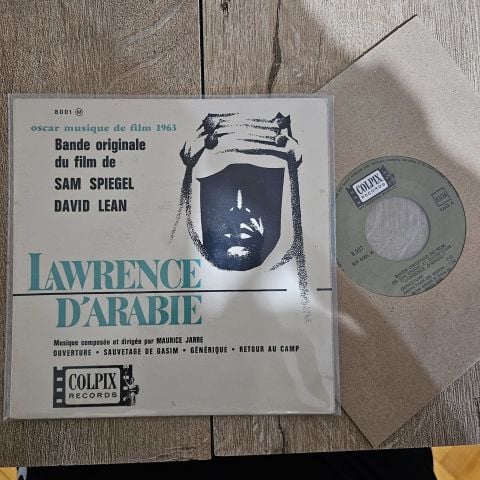 8001 M
oscar musique de film 1963
Bande originale
du film de
SAM SPIEGEL
DAVID LEAN
LAWRENCE
D'ARABIE
Musique composée et dirigée par MAURICE JARRE
OUVERTURE • SAUVETAGE DE GASIM • GÉNÉRIQUE • RETOUR AU CAMP
COLPIX
RECORDS
COLPIX
RECORDS